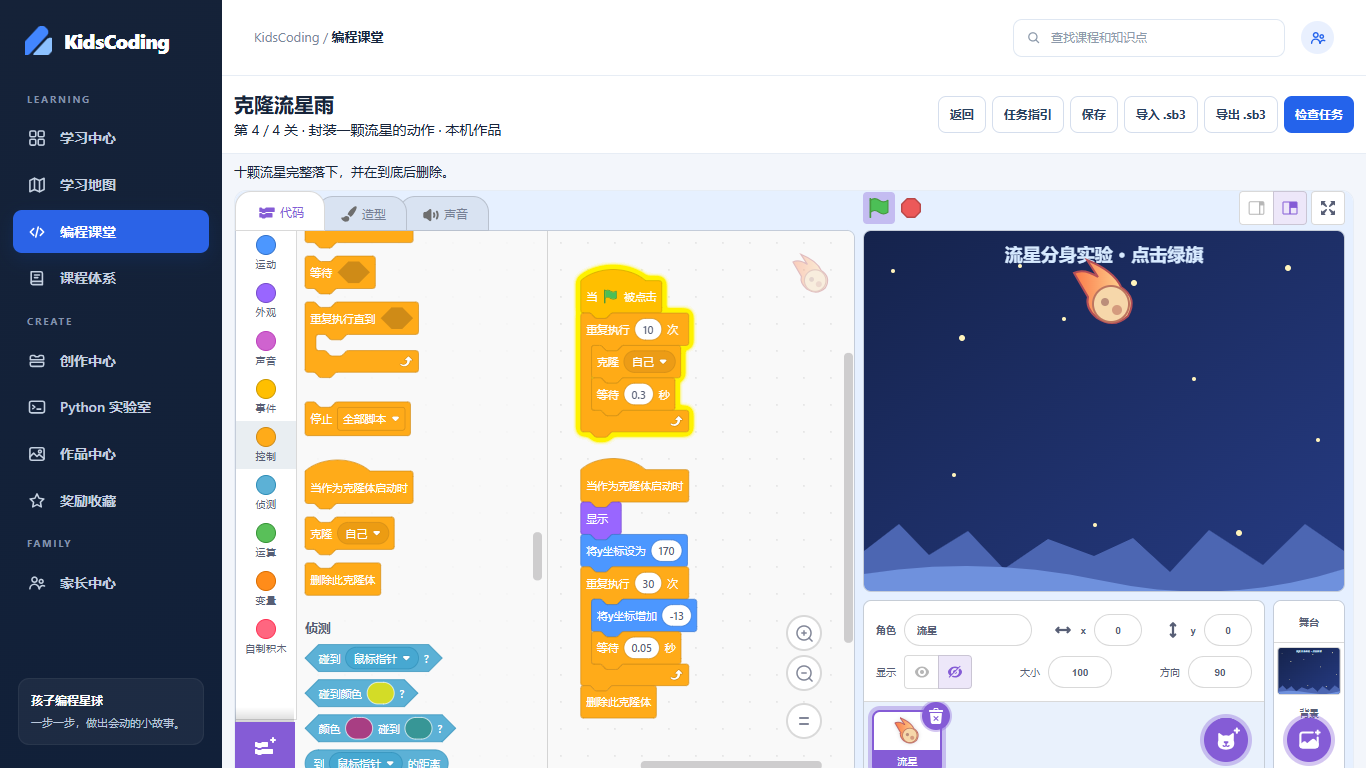 KidsCoding
LEARNING
学习中心
学习地图
编程课堂
课程体系
CREATE
创作中心
Python 实验室
作品中心
奖励收藏
FAMILY
家长中心
孩子编程星球
一步一步，做出会动的小故事。
KidsCoding / 编程课堂
查找课程和知识点
克隆流星雨
第 4 / 4 关 · 封装一颗流星的动作 · 本机作品
返回
任务指引
保存
导入 .sb3
导出 .sb3
检查任务
十颗流星完整落下，并在到底后删除。
代码
造型
声音
运动
外观
声音
事件
控制
侦测
运算
变量
自制积木
等待
重复执行直到
停止 全部脚本
当作为克隆体启动时
克隆 自己
删除此克隆体
侦测
碰到 鼠标指针 ?
碰到颜色 ?
颜色 碰到 ?
到 鼠标指针 的距离
当 被点击
重复执行 10 次
克隆 自己
等待 0.3 秒
当作为克隆体启动时
显示
将y坐标设为 170
重复执行 30 次
将y坐标增加 -13
等待 0.05 秒
删除此克隆体
流星分身实验 · 点击绿旗
角色 流星 x 0 y 0
显示 大小 100 方向 90
流星
舞台
背景